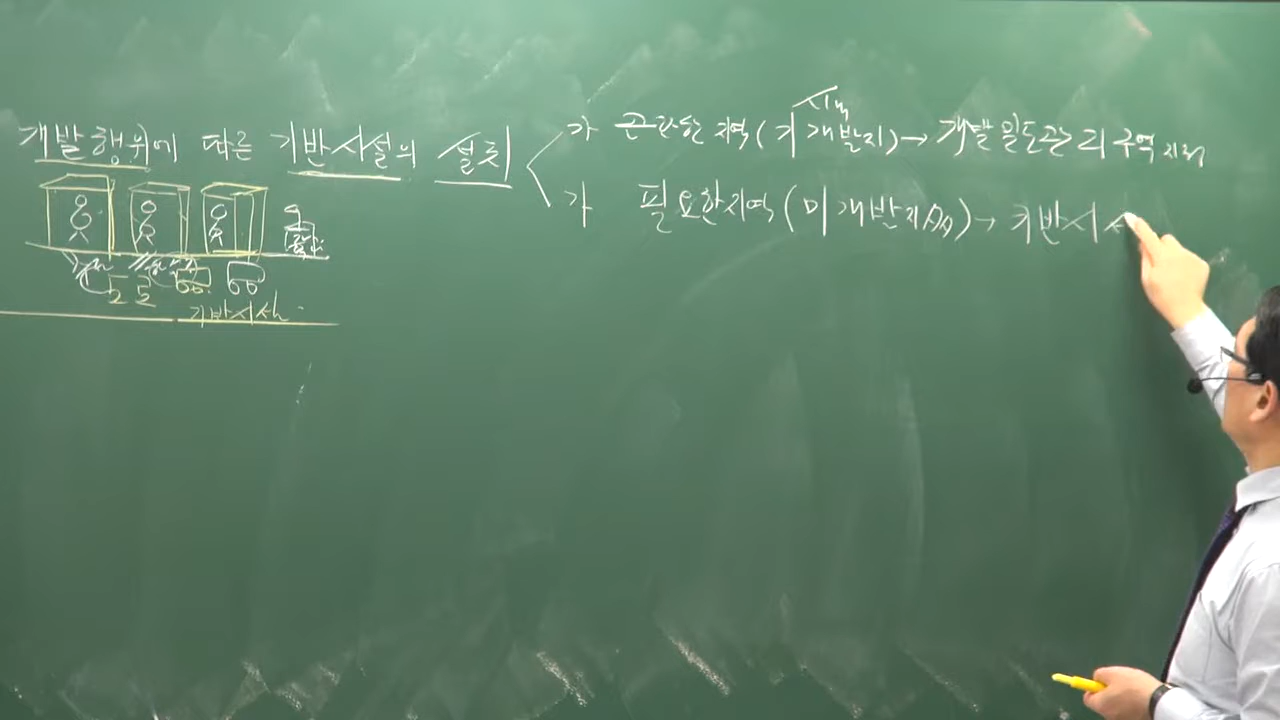 개발행위에 따른 기반시설의 설치
가 곤란한 지역(기개발지)→개발밀도관리구역 지정
시내
가 필요한지역(미개발지역)→기반시설
기반시설